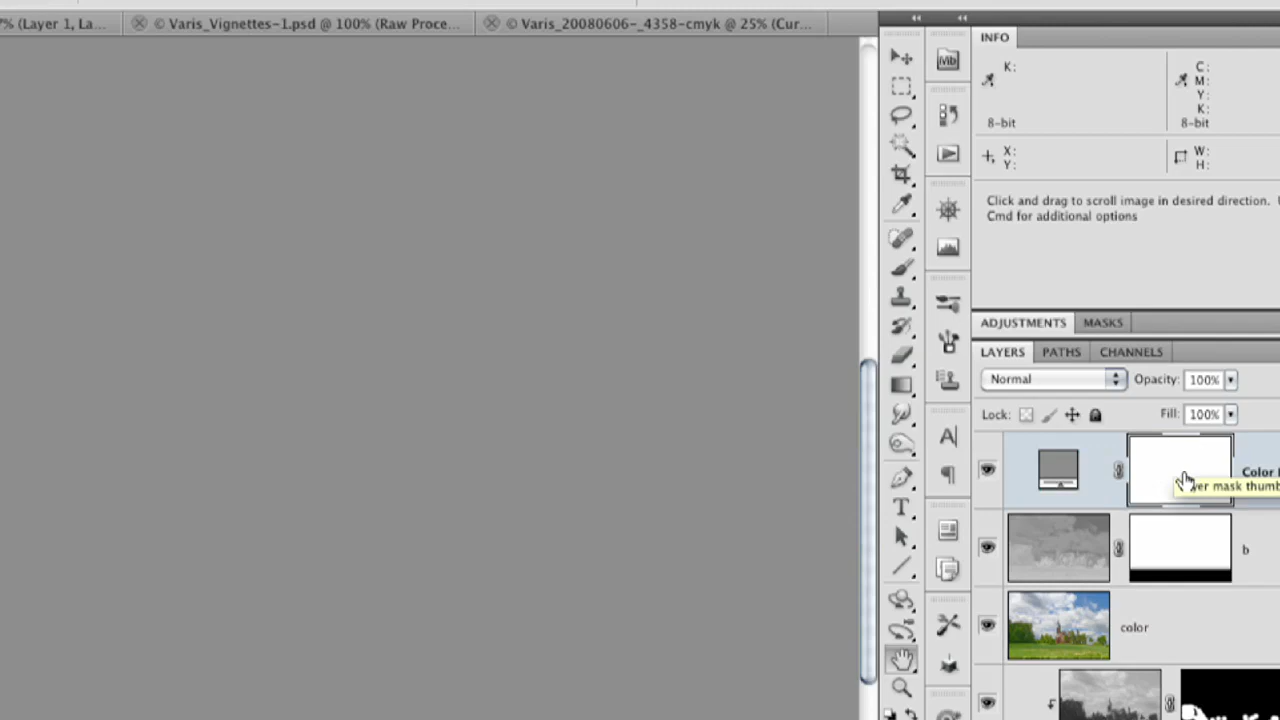 7% (Layer 1, La...
© Varis_Vignettes-1.psd @ 100% (Raw Proce...
© Varis_20080606-_4358-cmyk @ 25% (Cur...
INFO
K:
C:
M:
Y:
K:
8-bit
8-bit
X:
Y:
W:
H:
Click and drag to scroll image in desired direction.
Cmd for additional options
ADJUSTMENTS MASKS
LAYERS PATHS CHANNELS
Normal Opacity: 100%
Lock: Fill: 100%
Color
yer mask thumb
b
color